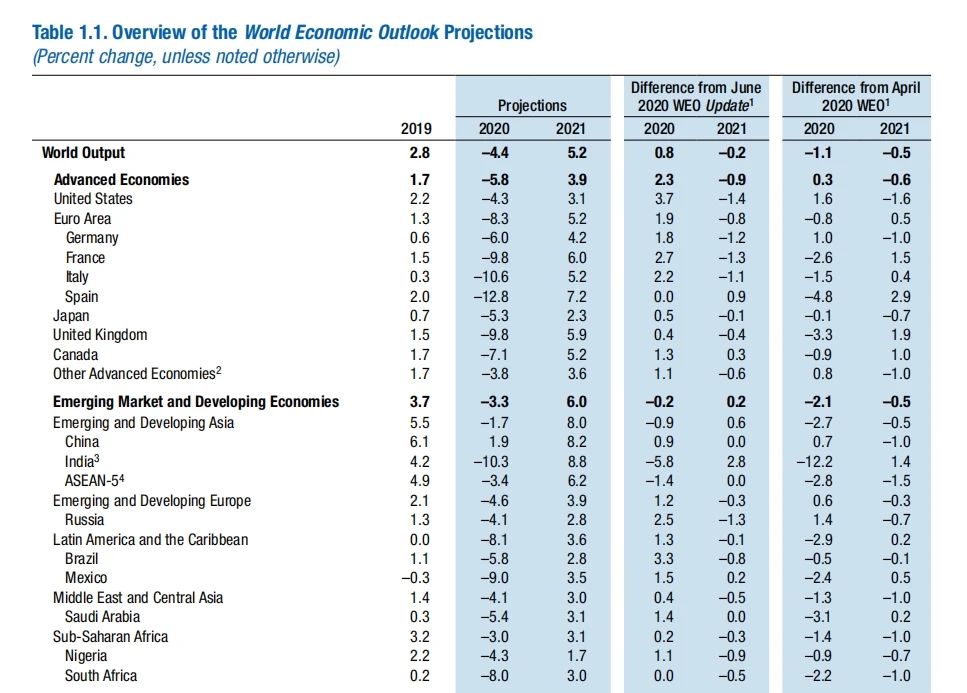 Table 1.1. Overview of the World Economic Outlook Projections
(Percent change, unless noted otherwise)
Difference from June Difference from April
Projections 2020 WEO Update¹ 2020 WEO¹
2019 2020 2021 2020 2021 2020 2021
World Output 2.8 –4.4 5.2 0.8 –0.2 –1.1 –0.5
Advanced Economies 1.7 –5.8 3.9 2.3 –0.9 0.3 –0.6
United States 2.2 –4.3 3.1 3.7 –1.4 1.6 –1.6
Euro Area 1.3 –8.3 5.2 1.9 –0.8 –0.8 0.5
Germany 0.6 –6.0 4.2 1.8 –1.2 1.0 –1.0
France 1.5 –9.8 6.0 2.7 –1.3 –2.6 1.5
Italy 0.3 –10.6 5.2 2.2 –1.1 –1.5 0.4
Spain 2.0 –12.8 7.2 0.0 0.9 –4.8 2.9
Japan 0.7 –5.3 2.3 0.5 –0.1 –0.1 –0.7
United Kingdom 1.5 –9.8 5.9 0.4 –0.4 –3.3 1.9
Canada 1.7 –7.1 5.2 1.3 0.3 –0.9 1.0
Other Advanced Economies² 1.7 –3.8 3.6 1.1 –0.6 0.8 –1.0
Emerging Market and Developing Economies 3.7 –3.3 6.0 –0.2 0.2 –2.1 –0.5
Emerging and Developing Asia 5.5 –1.7 8.0 –0.9 0.6 –2.7 –0.5
China 6.1 1.9 8.2 0.9 0.0 0.7 –1.0
India³ 4.2 –10.3 8.8 –5.8 2.8 –12.2 1.4
ASEAN-5⁴ 4.9 –3.4 6.2 –1.4 0.0 –2.8 –1.5
Emerging and Developing Europe 2.1 –4.6 3.9 1.2 –0.3 0.6 –0.3
Russia 1.3 –4.1 2.8 2.5 –1.3 1.4 –0.7
Latin America and the Caribbean 0.0 –8.1 3.6 1.3 –0.1 –2.9 0.2
Brazil 1.1 –5.8 2.8 3.3 –0.8 –0.5 –0.1
Mexico –0.3 –9.0 3.5 1.5 0.2 –2.4 0.5
Middle East and Central Asia 1.4 –4.1 3.0 0.4 –0.5 –1.3 –1.0
Saudi Arabia 0.3 –5.4 3.1 1.4 0.0 –3.1 0.2
Sub-Saharan Africa 3.2 –3.0 3.1 0.2 –0.3 –1.4 –1.0
Nigeria 2.2 –4.3 1.7 1.1 –0.9 –0.9 –0.7
South Africa 0.2 –8.0 3.0 0.0 –0.5 –2.2 –1.0